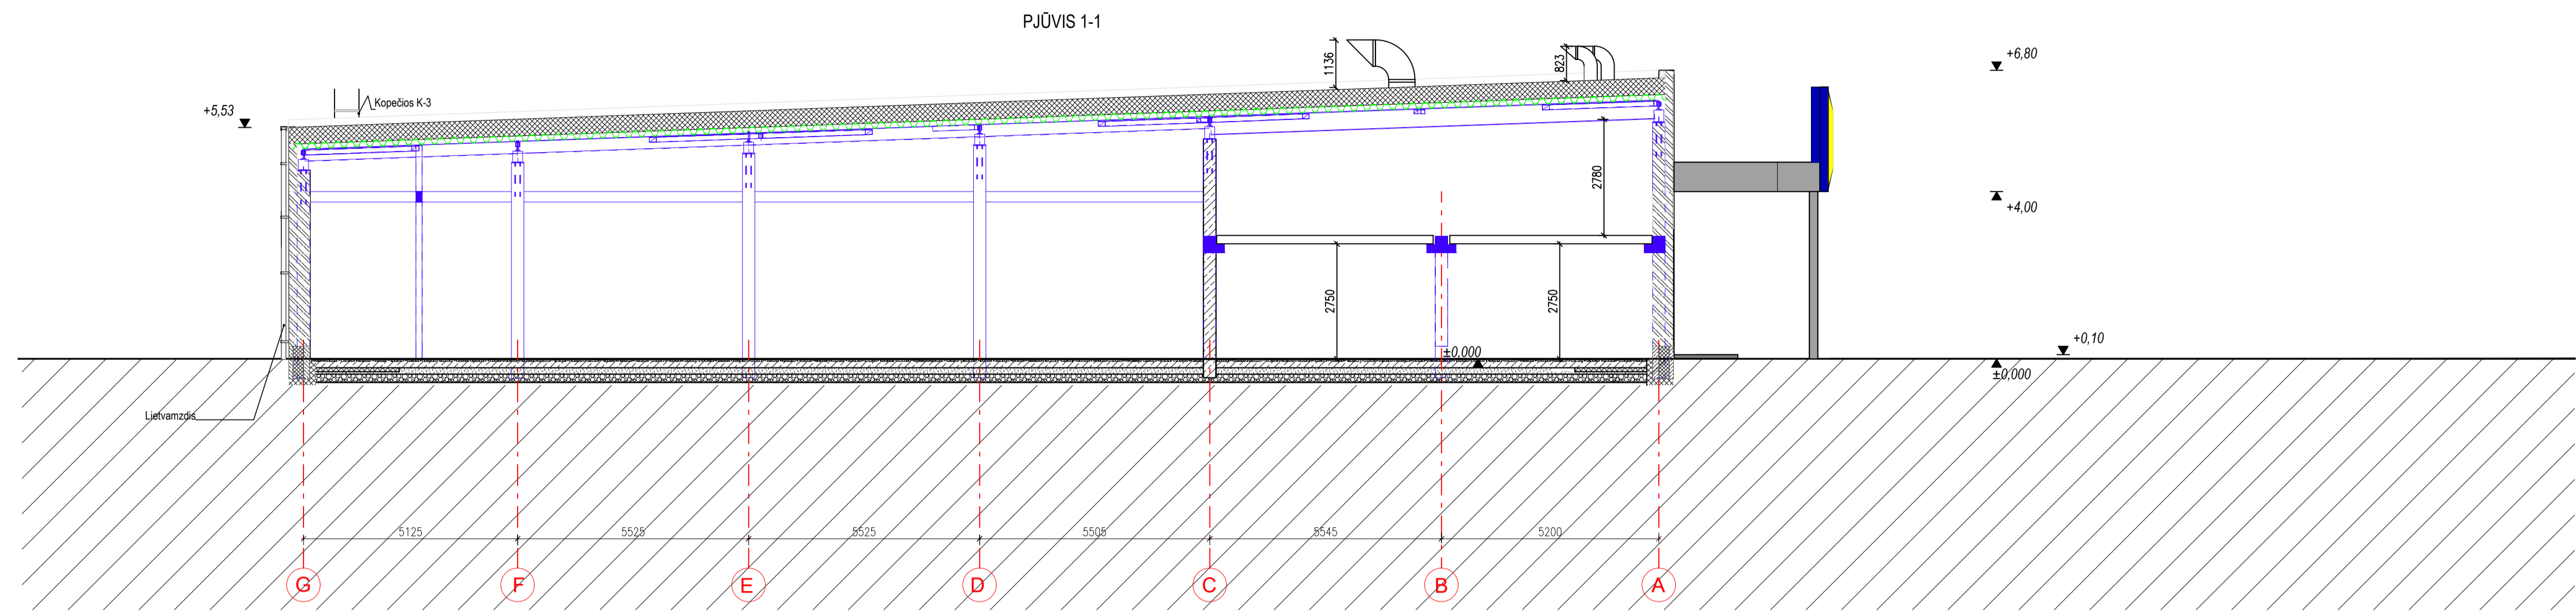 PJŪVIS 1-1
+6,80
1136
823
Kopečios K-3
+5,53
2780
+4,00
2750
2750
+0,10
±0,000
±0,000
Lietvamzdis
5125
5525
5525
5505
5545
5200
G
F
E
D
C
B
A